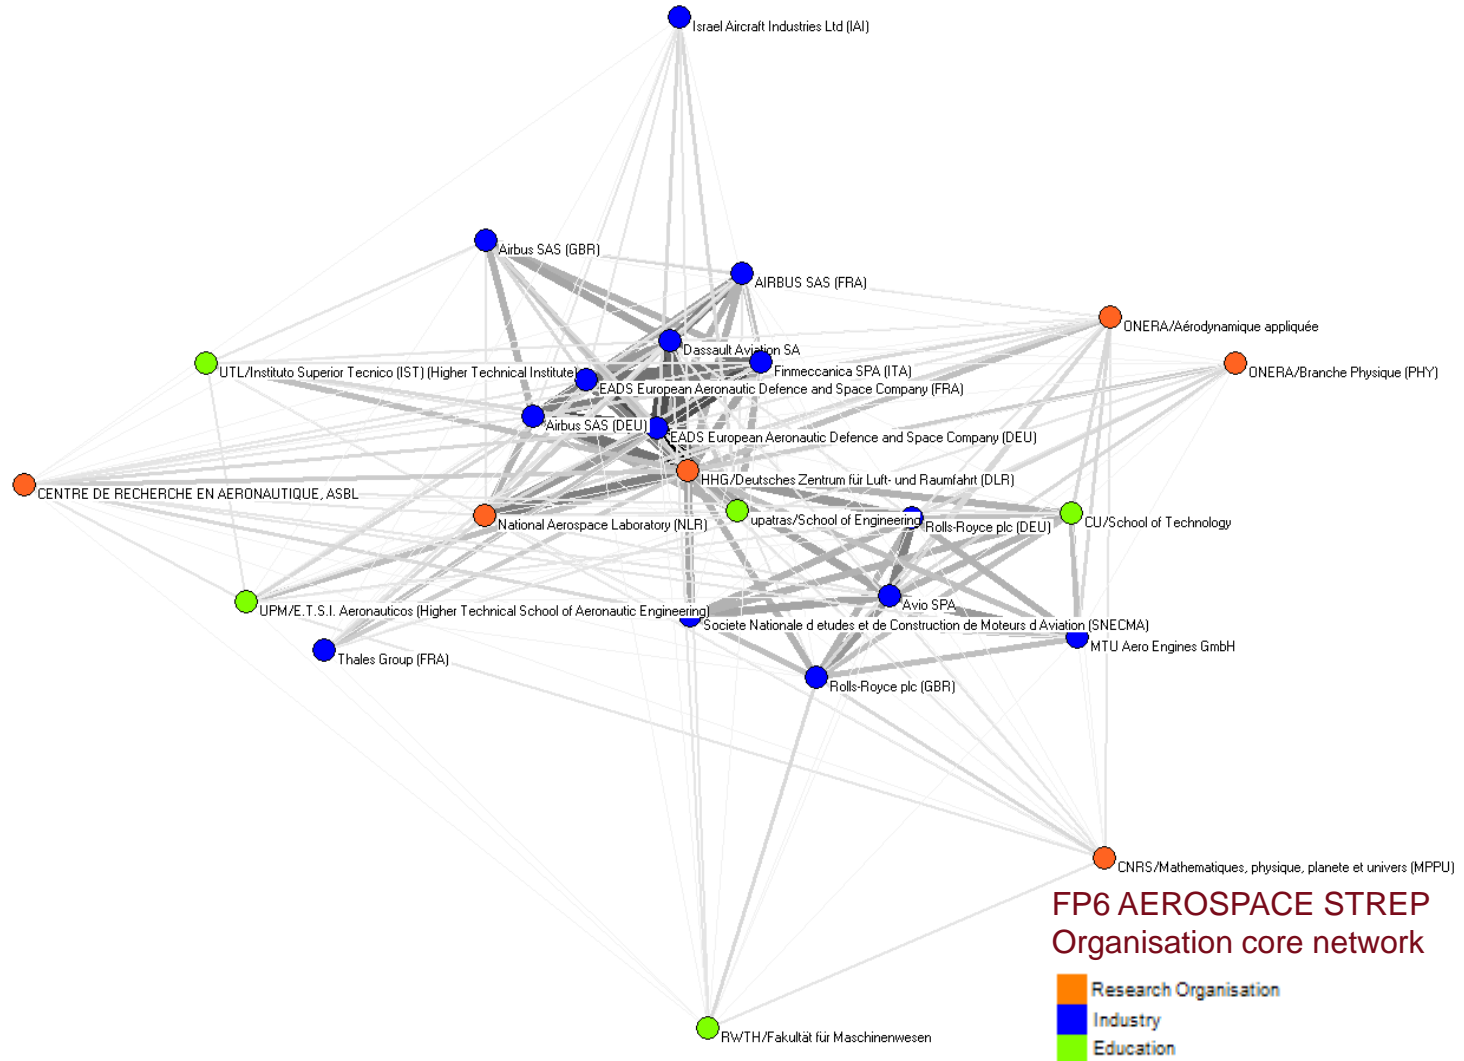 Israel Aircraft Industries Ltd (IAI)
Airbus SAS (GBR)
AIRBUS SAS (FRA)
ONERA/Aérodynamique appliquée
Dassault Aviation SA
UTL/Instituto Superior Tecnico (IST) (Higher Technical Institute)
Finmeccanica SPA (ITA)
ONERA/Branche Physique (PHY)
EADS European Aeronautic Defence and Space Company (FRA)
Airbus SAS (DEU)
EADS European Aeronautic Defence and Space Company (DEU)
HHG/Deutsches Zentrum für Luft- und Raumfahrt (DLR)
CENTRE DE RECHERCHE EN AERONAUTIQUE, ASBL
National Aerospace Laboratory (NLR)
upatras/School of Engineering
Rolls-Royce plc (DEU)
CU/School of Technology
UPM/E.T.S.I. Aeronauticos (Higher Technical School of Aeronautic Engineering)
Avio SPA
Societe Nationale d etudes et de Construction de Moteurs d Aviation (SNECMA)
MTU Aero Engines GmbH
Thales Group (FRA)
Rolls-Royce plc (GBR)
CNRS/Mathematiques, physique, planete et univers (MPPU)
FP6 AEROSPACE STREP
Organisation core network
Research Organisation
Industry
Education
RWTH/Fakultät für Maschinenwesen